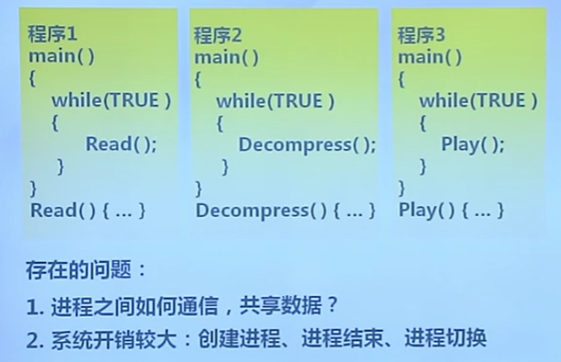 程序1
main( )
{
while(TRUE )
{
Read( );
}
}
Read( ) { ... }
程序2
main( )
{
while(TRUE )
{
Decompress( );
}
}
Decompress( ) { ... }
程序3
main( )
{
while(TRUE )
{
Play( );
}
}
Play( ) { ... }
存在的问题：
1. 进程之间如何通信，共享数据？
2. 系统开销较大：创建进程、进程结束、进程切换